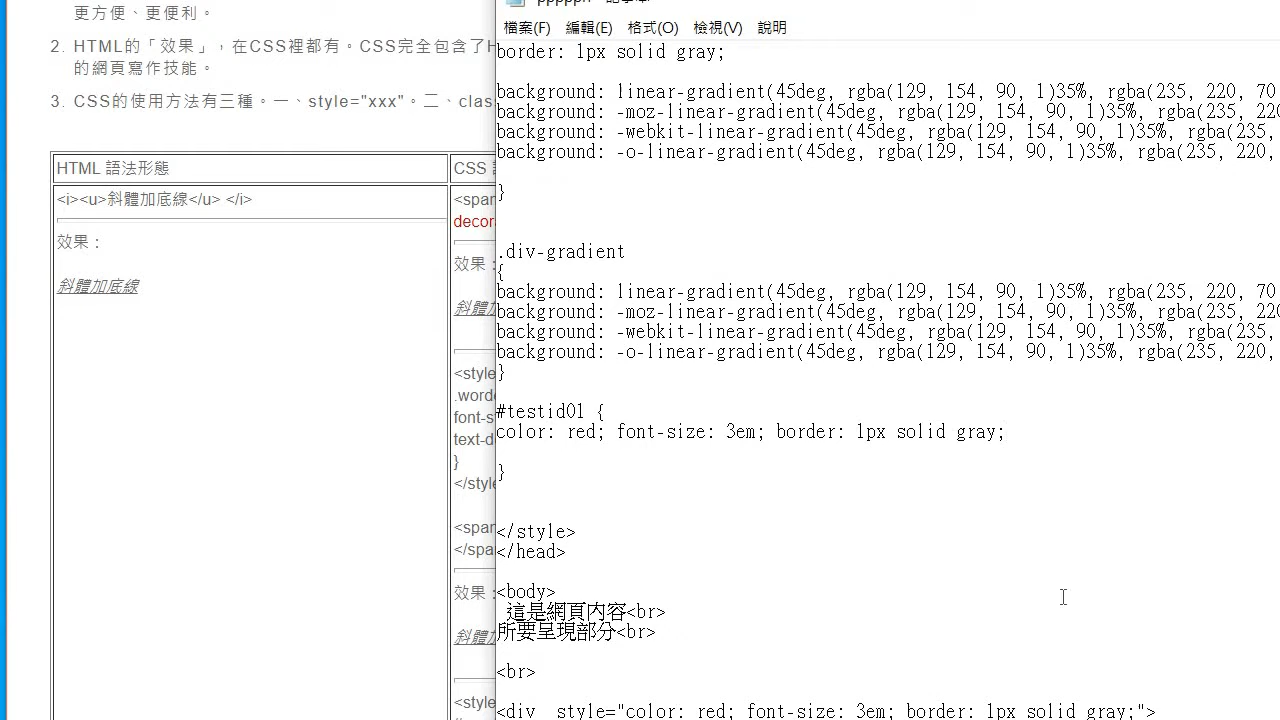 更方便、更便利。
2. HTML的「效果」，在CSS裡都有。CSS完全包含了H
的網頁寫作技能。
3. CSS的使用方法有三種。一、style="xxx"。二、clas
HTML 語法形態
CSS
<i><u>斜體加底線</u> </i>
<spar
decora
效果：
效果：
斜體加底線
斜體加
<style
.word
font-s
text-d
}
</style
<span
</spa
效果：
斜體加
<style
檔案(F) 編輯(E) 格式(O) 檢視(V) 說明
border: 1px solid gray;
background: linear-gradient(45deg, rgba(129, 154, 90, 1)35%, rgba(235, 220, 70
background: -moz-linear-gradient(45deg, rgba(129, 154, 90, 1)35%, rgba(235, 220
background: -webkit-linear-gradient(45deg, rgba(129, 154, 90, 1)35%, rgba(235,
background: -o-linear-gradient(45deg, rgba(129, 154, 90, 1)35%, rgba(235, 220,
}
.div-gradient
{
background: linear-gradient(45deg, rgba(129, 154, 90, 1)35%, rgba(235, 220, 70
background: -moz-linear-gradient(45deg, rgba(129, 154, 90, 1)35%, rgba(235, 220
background: -webkit-linear-gradient(45deg, rgba(129, 154, 90, 1)35%, rgba(235,
background: -o-linear-gradient(45deg, rgba(129, 154, 90, 1)35%, rgba(235, 220,
}
#testid01 {
color: red; font-size: 3em; border: 1px solid gray;
}
</style>
</head>
<body>
這是網頁內容<br>
所要呈現部分<br>
<br>
<div style="color: red; font-size: 3em; border: 1px solid gray;">